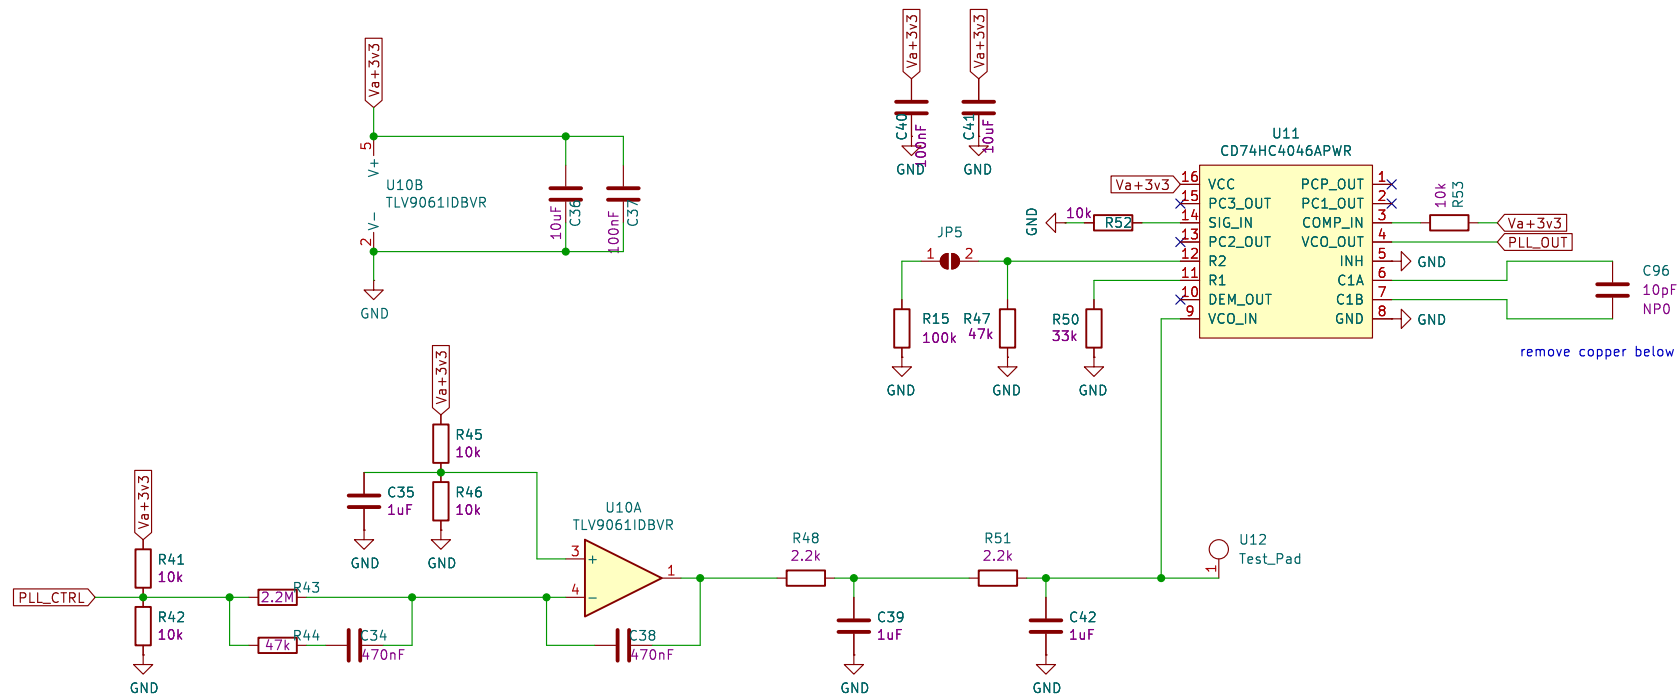 Va+3v3
5
V+
U10B
TLV9061IDBVR
V-
2
10uF
C36
100nF
C37
GND
Va+3v3
C40
100nF
GND
Va+3v3
C41
10uF
GND
U11
CD74HC4046APWR
Va+3v3
16 VCC
15 PC3_OUT
14 SIG_IN
13 PC2_OUT
12 R2
11 R1
10 DEM_OUT
9 VCO_IN
PCP_OUT 1
PC1_OUT 2
COMP_IN 3
VCO_OUT 4
INH 5
C1A 6
C1B 7
GND 8
GND
10k
R52
10k
R53
Va+3v3
PLL_OUT
GND
GND
C96
10pF
NP0
remove copper below
JP5
1 2
R15
100k
GND
R47
47k
GND
R50
33k
GND
Va+3v3
R45
10k
C35
1uF
GND
R46
10k
GND
Va+3v3
R41
10k
PLL_CTRL
R42
10k
GND
R43
2.2M
R44
47k
C34
470nF
U10A
TLV9061IDBVR
3
+
4
-
1
C38
470nF
R48
2.2k
C39
1uF
GND
R51
2.2k
C42
1uF
GND
U12
Test_Pad
1